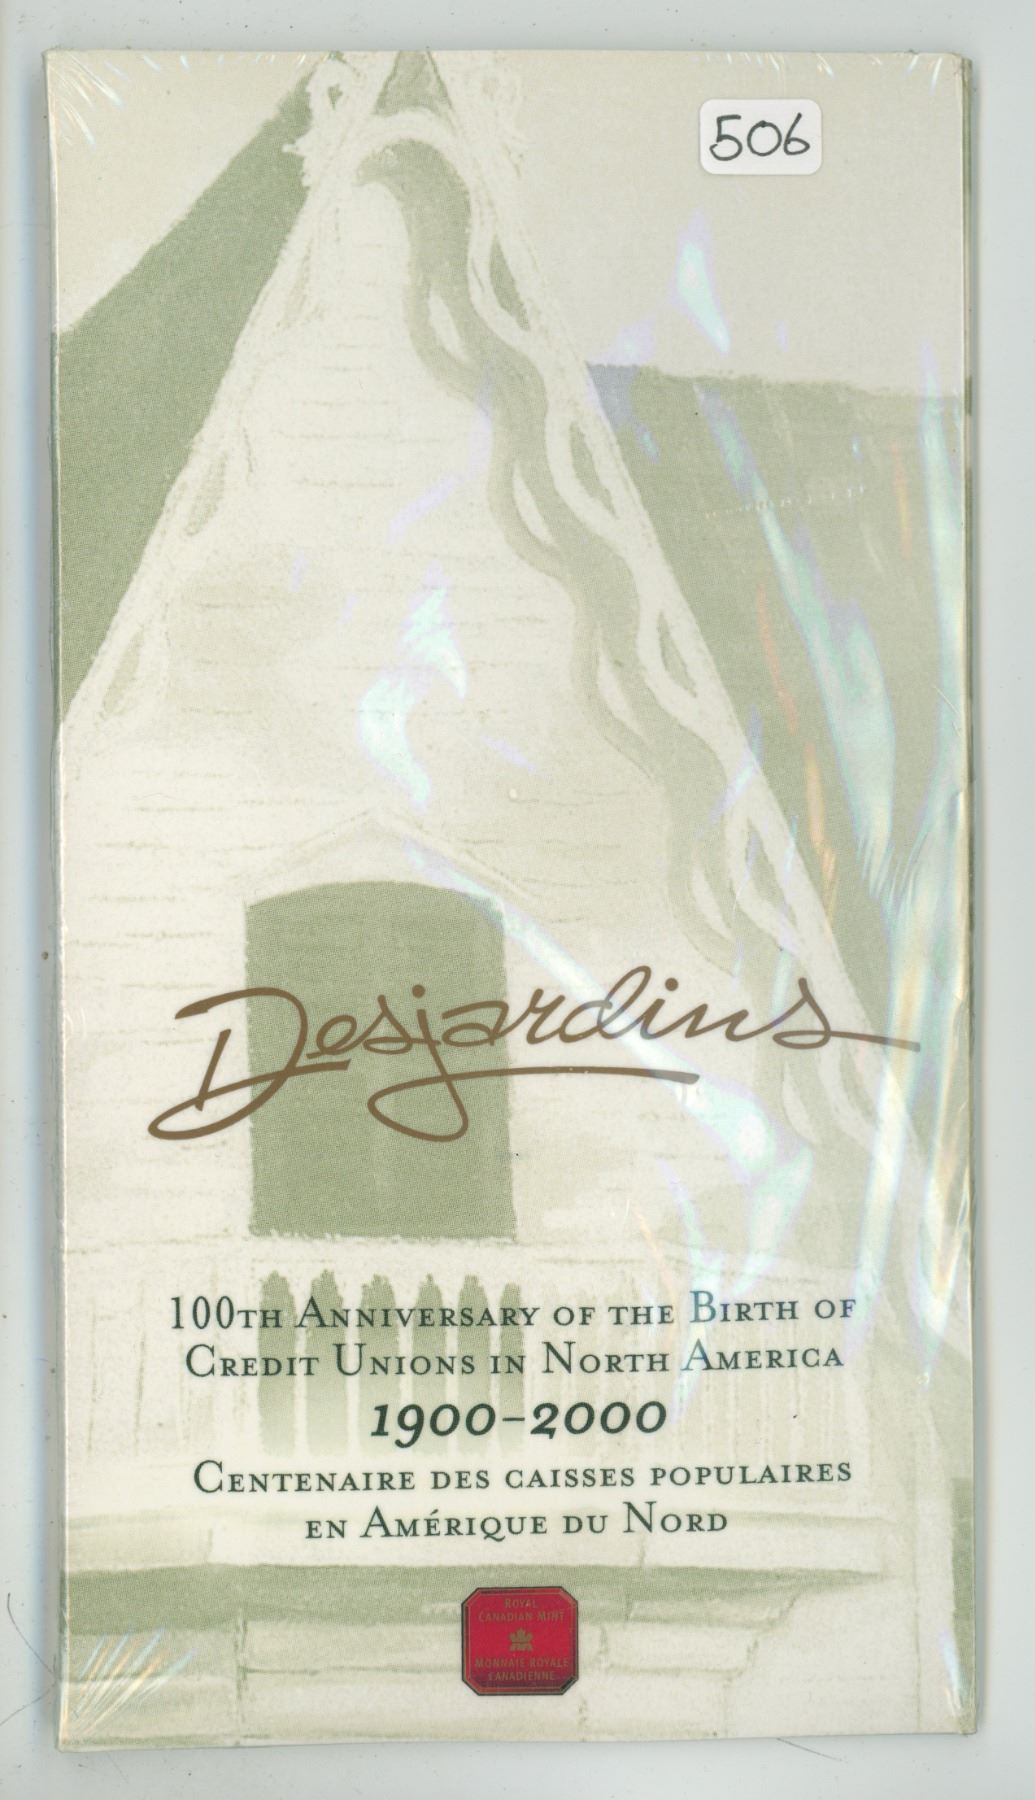 506
Desjardins
100th Anniversary of the Birth of
Credit Unions in North America
1900-2000
Centenaire des caisses populaires
en Amérique du Nord
ROYAL
CANADIAN MINT
MONNAIE ROYALE
CANADIENNE